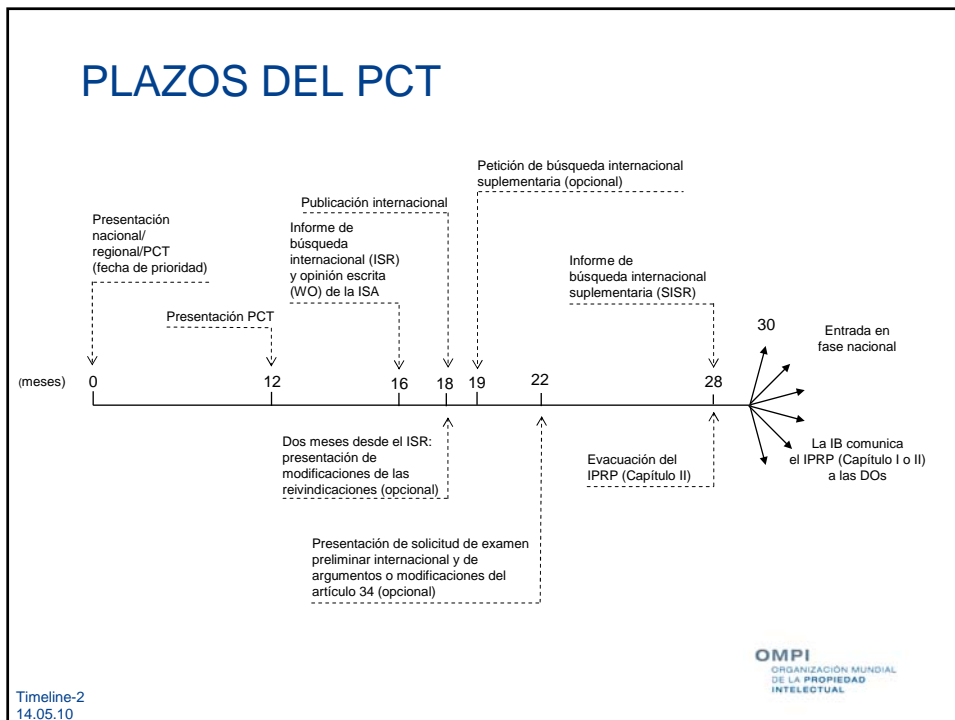 PLAZOS DEL PCT
Petición de búsqueda internacional
suplementaria (opcional)
Publicación internacional
Presentación
nacional/
regional/PCT
(fecha de prioridad)
Informe de
búsqueda
internacional (ISR)
y opinión escrita
(WO) de la ISA
Informe de
búsqueda internacional
suplementaria (SISR)
Presentación PCT
30
Entrada en
fase nacional
(meses) 0 12 16 18 19 22 28
Dos meses desde el ISR:
presentación de
modificaciones de las
reivindicaciones (opcional)
Evacuación del
IPRP (Capítulo II)
La IB comunica
el IPRP (Capítulo I o II)
a las DOs
Presentación de solicitud de examen
preliminar internacional y de
argumentos o modificaciones del
artículo 34 (opcional)
OMPI
ORGANIZACIÓN MUNDIAL
DE LA PROPIEDAD
INTELECTUAL
Timeline-2
14.05.10